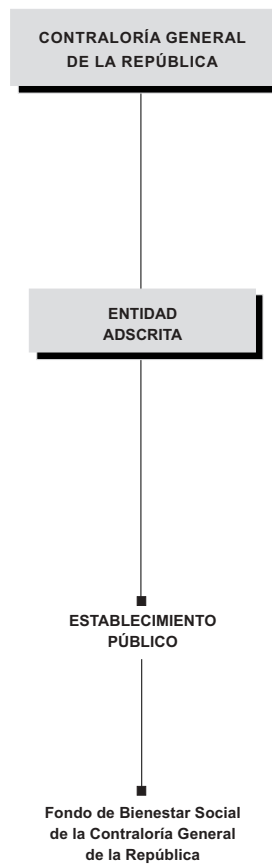 CONTRALORÍA GENERAL
DE LA REPÚBLICA
ENTIDAD
ADSCRITA
ESTABLECIMIENTO
PÚBLICO
Fondo de Bienestar Social
de la Contraloría General
de la República